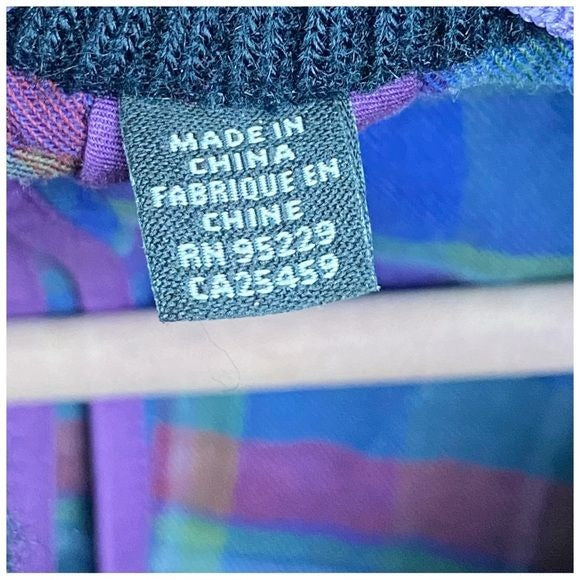 MADE IN
CHINA
FABRIQUE EN
CHINE
RN 95229
CA25459